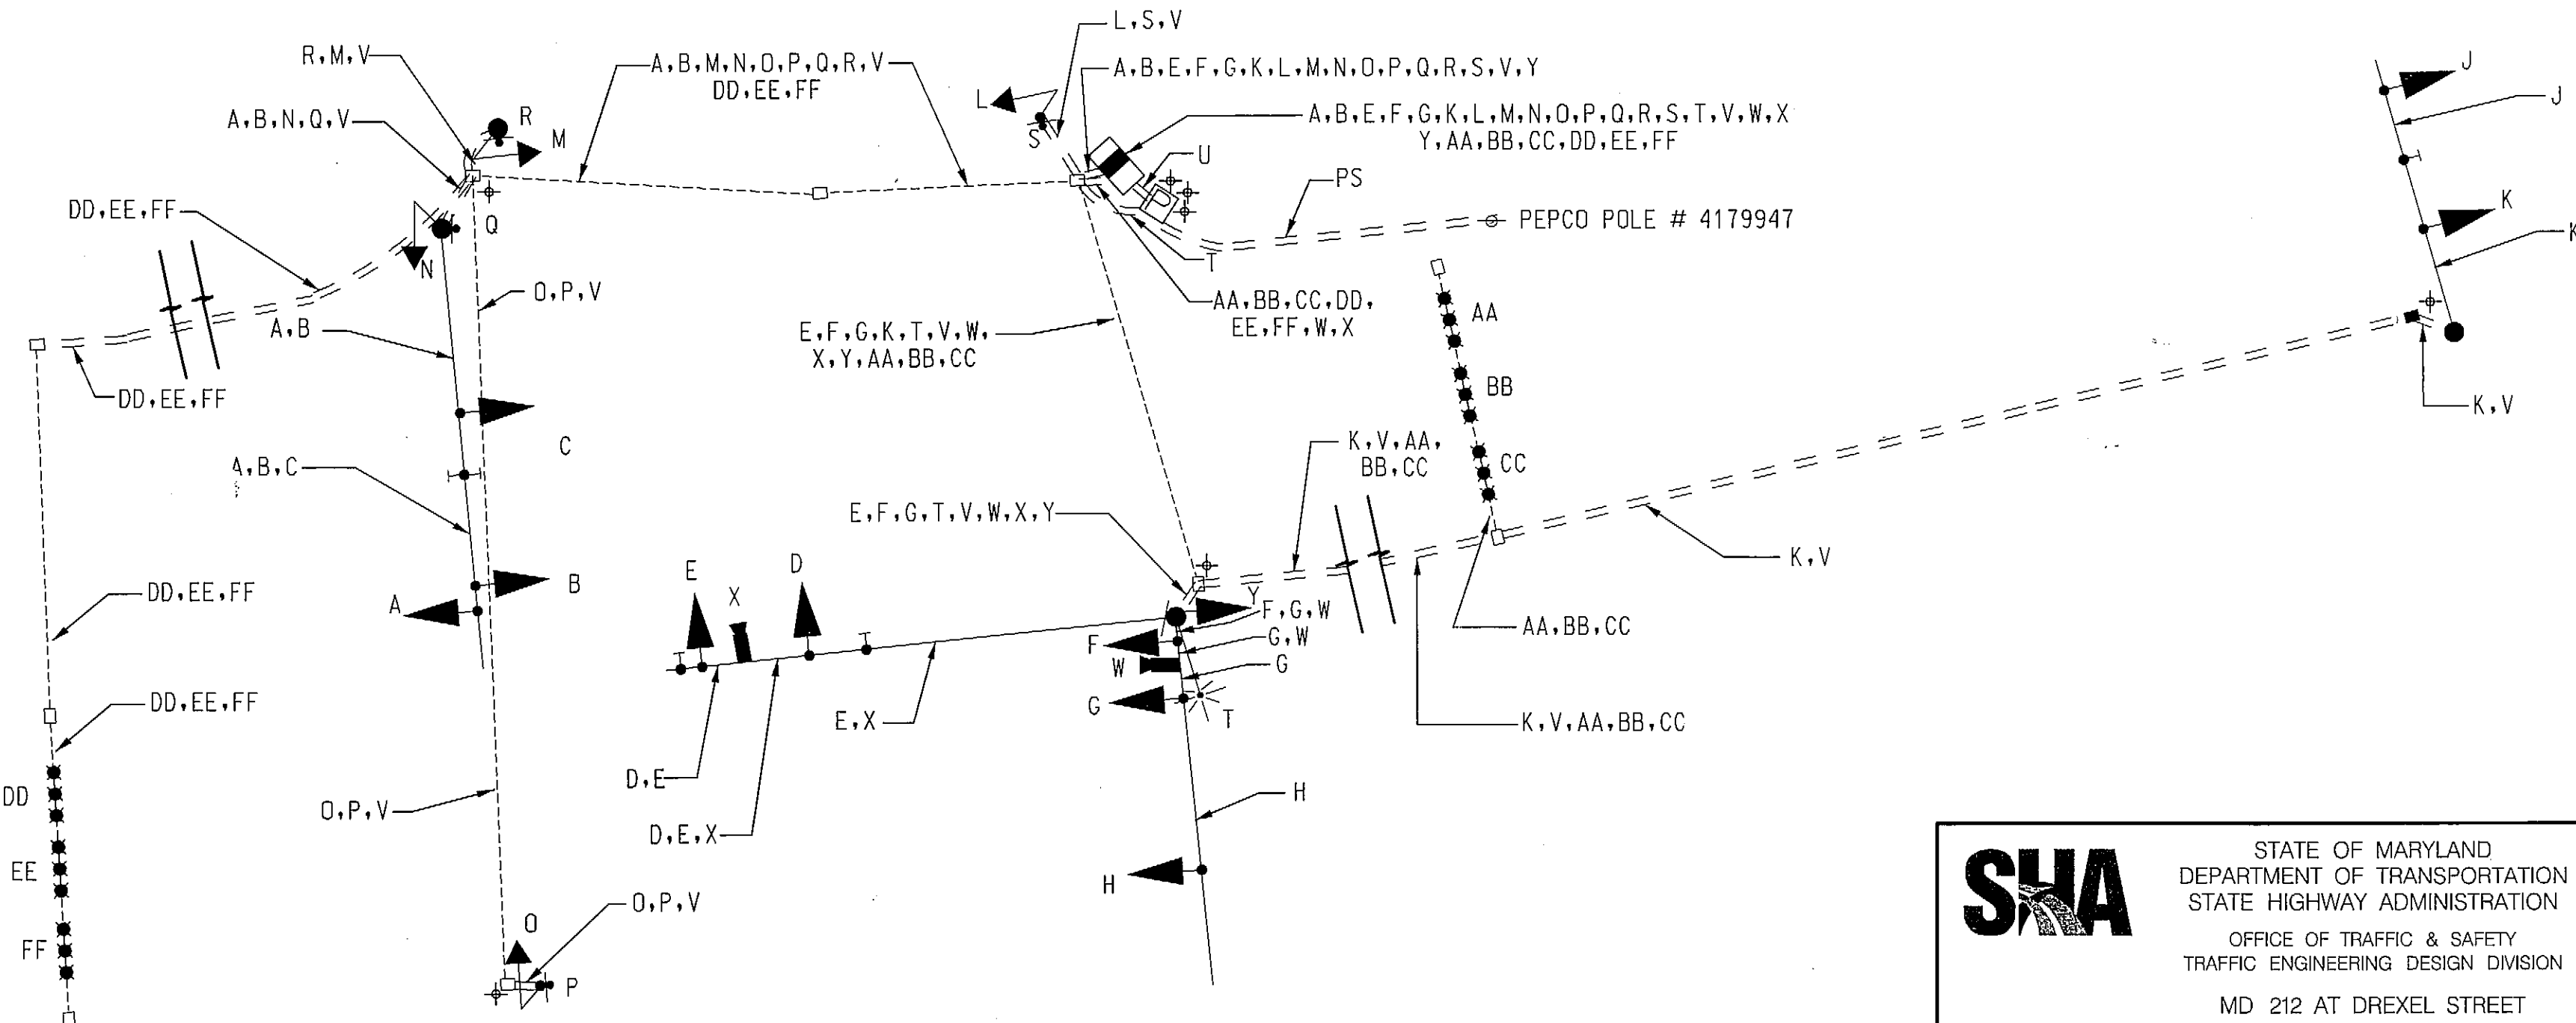 L,S,V
R,M,V
A,B,M,N,O,P,Q,R,V
DD,EE,FF
A,B,E,F,G,K,L,M,N,O,P,Q,R,S,V,Y
J
L
A,B,E,F,G,K,L,M,N,O,P,Q,R,S,T,V,W,X
Y,AA,BB,CC,DD,EE,FF
J
A,B,N,Q,V
R
M
S
U
PS
K
DD,EE,FF
Q
PEPCO POLE # 4179947
K
N
T
O,P,V
AA,BB,CC,DD,
EE,FF,W,X
AA
A,B
E,F,G,K,T,V,W,
X,Y,AA,BB,CC
BB
DD,EE,FF
K,V
C
K,V,AA,
BB,CC
A,B,C
CC
E,F,G,T,V,W,X,Y
K,V
E
D
X
DD,EE,FF
A
B
Y
F,G,W
F
G,W
AA,BB,CC
W
G
DD,EE,FF
G
T
E,X
K,V,AA,BB,CC
D,E
DD
O,P,V
D,E,X
H
EE
H
O,P,V
O
FF
P
SHA
STATE OF MARYLAND
DEPARTMENT OF TRANSPORTATION
STATE HIGHWAY ADMINISTRATION
OFFICE OF TRAFFIC & SAFETY
TRAFFIC ENGINEERING DESIGN DIVISION
MD 212 AT DREXEL STREET